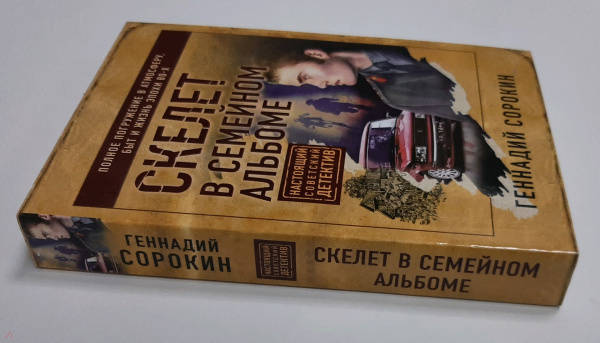 ПОЛНОЕ ПОГРУЖЕНИЕ В АТМОСФЕРУ,
БЫТ И ЖИЗНЬ ЭПОХИ 80-Х
СКЕЛЕТ
В СЕМЕЙНОМ
АЛЬБОМЕ
НАСТОЯЩИЙ
СОВЕТСКИЙ
ДЕТЕКТИВ
ГЕННАДИЙ СОРОКИН
ГЕННАДИЙ
СОРОКИН
НАСТОЯЩИЙ
СОВЕТСКИЙ
ДЕТЕКТИВ
СКЕЛЕТ В СЕМЕЙНОМ
АЛЬБОМЕ